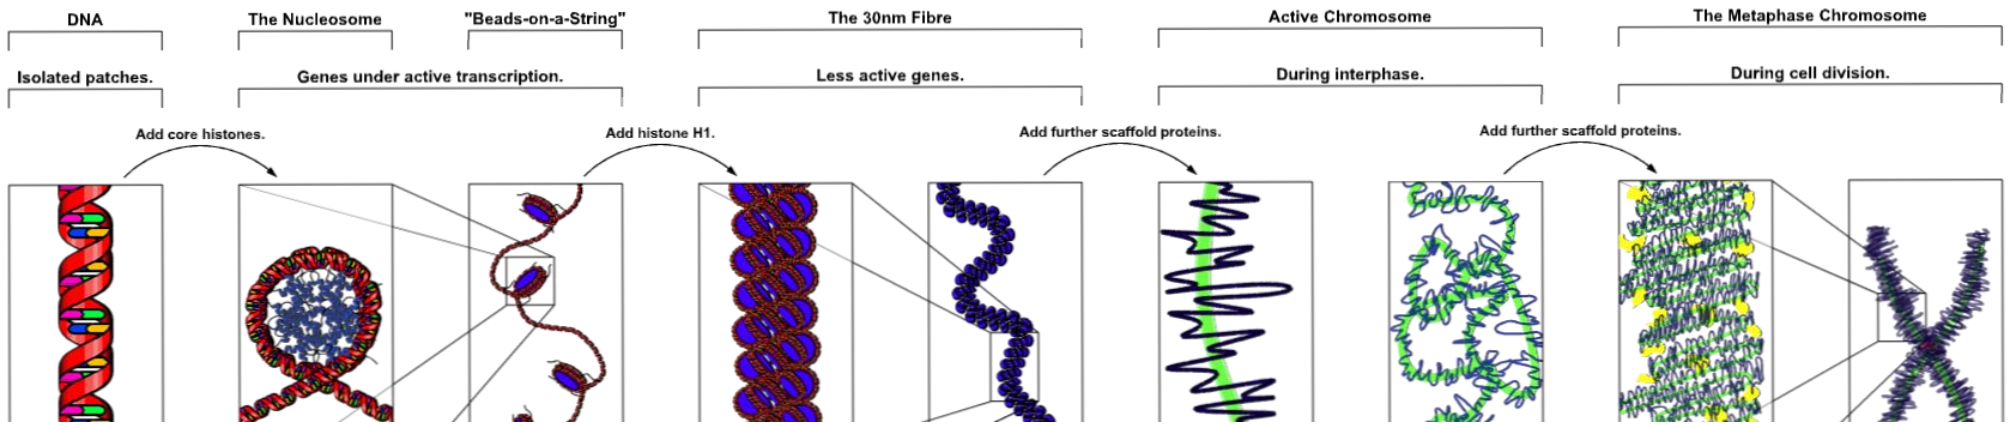 DNA
The Nucleosome
"Beads-on-a-String"
The 30nm Fibre
Active Chromosome
The Metaphase Chromosome
Isolated patches.
Genes under active transcription.
Less active genes.
During interphase.
During cell division.
Add core histones.
Add histone H1.
Add further scaffold proteins.
Add further scaffold proteins.